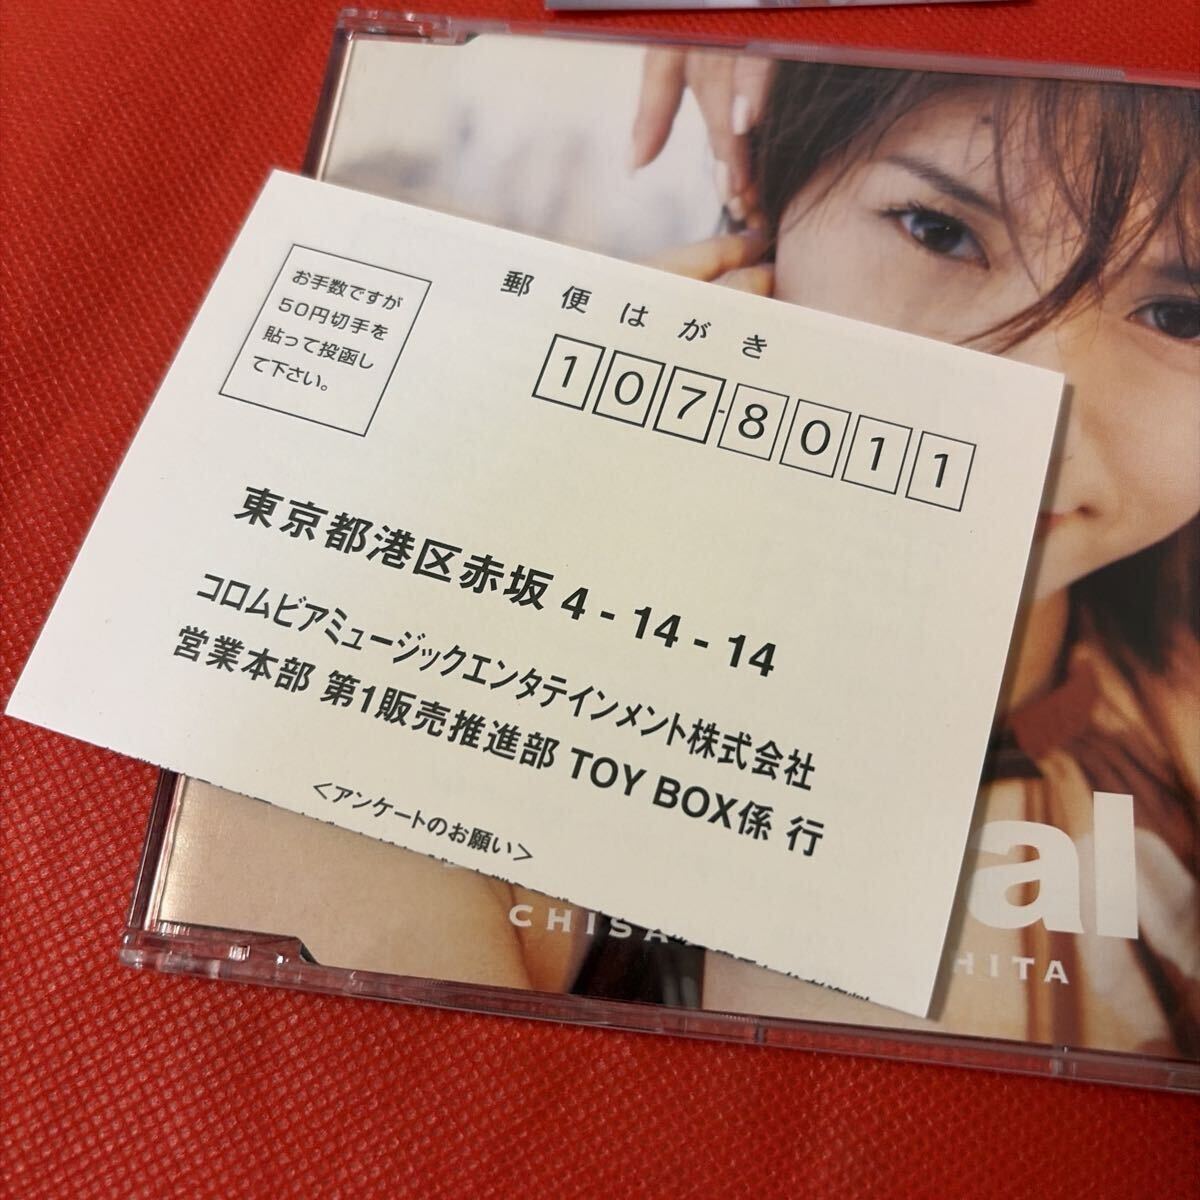 お手数ですが
50円切手を
貼って投函し
て下さい。
郵便はがき
107-8011
東京都港区赤坂4-14-14
コロムビアミュージックエンタテインメント株式会社
営業本部 第1販売推進部 TOY BOX係 行
＜アンケートのお願い＞
al
CHISA
HITA